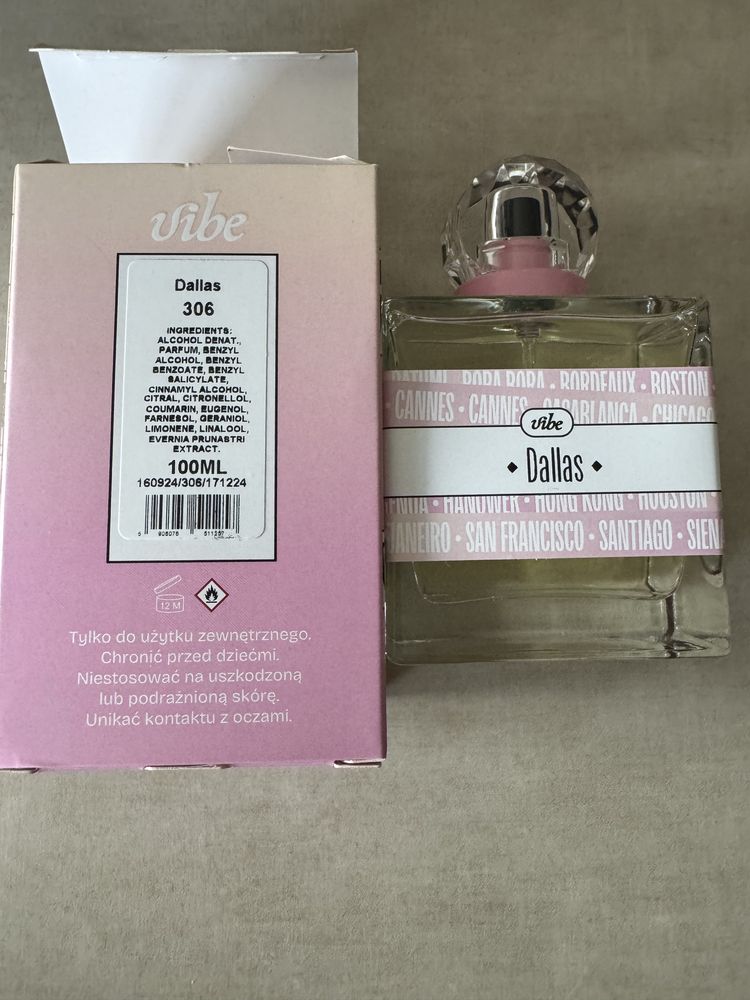 vibe
Dallas
306
INGREDIENTS:
ALCOHOL DENAT.,
PARFUM, BENZYL
ALCOHOL, BENZYL
BENZOATE, BENZYL
SALICYLATE,
CINNAMYL ALCOHOL,
CITRAL, CITRONELLOL,
COUMARIN, EUGENOL,
FARNESOL, GERANIOL,
LIMONENE, LINALOOL,
EVERNIA PRUNASTRI
EXTRACT.
100ML
160924/306/171224
12 M
Tylko do użytku zewnętrznego.
Chronić przed dziećmi.
Niestosować na uszkodzoną
lub podrażnioną skórę.
Unikać kontaktu z oczami.
BORA BORA • BORDEAUX • BOSTON
CANNES • CANNES • CASABLANCA • CHICAGO
vibe
Dallas
HANOWER • HONG KONG • HOUSTON
SAN FRANCISCO • SANTIAGO •